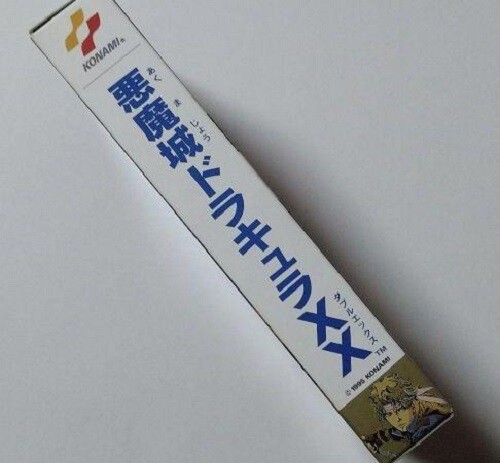 KONAMI®
あくまじょう
悪魔城ドラキュラXX
ダブルエックス
TM
© 1995 KONAMI